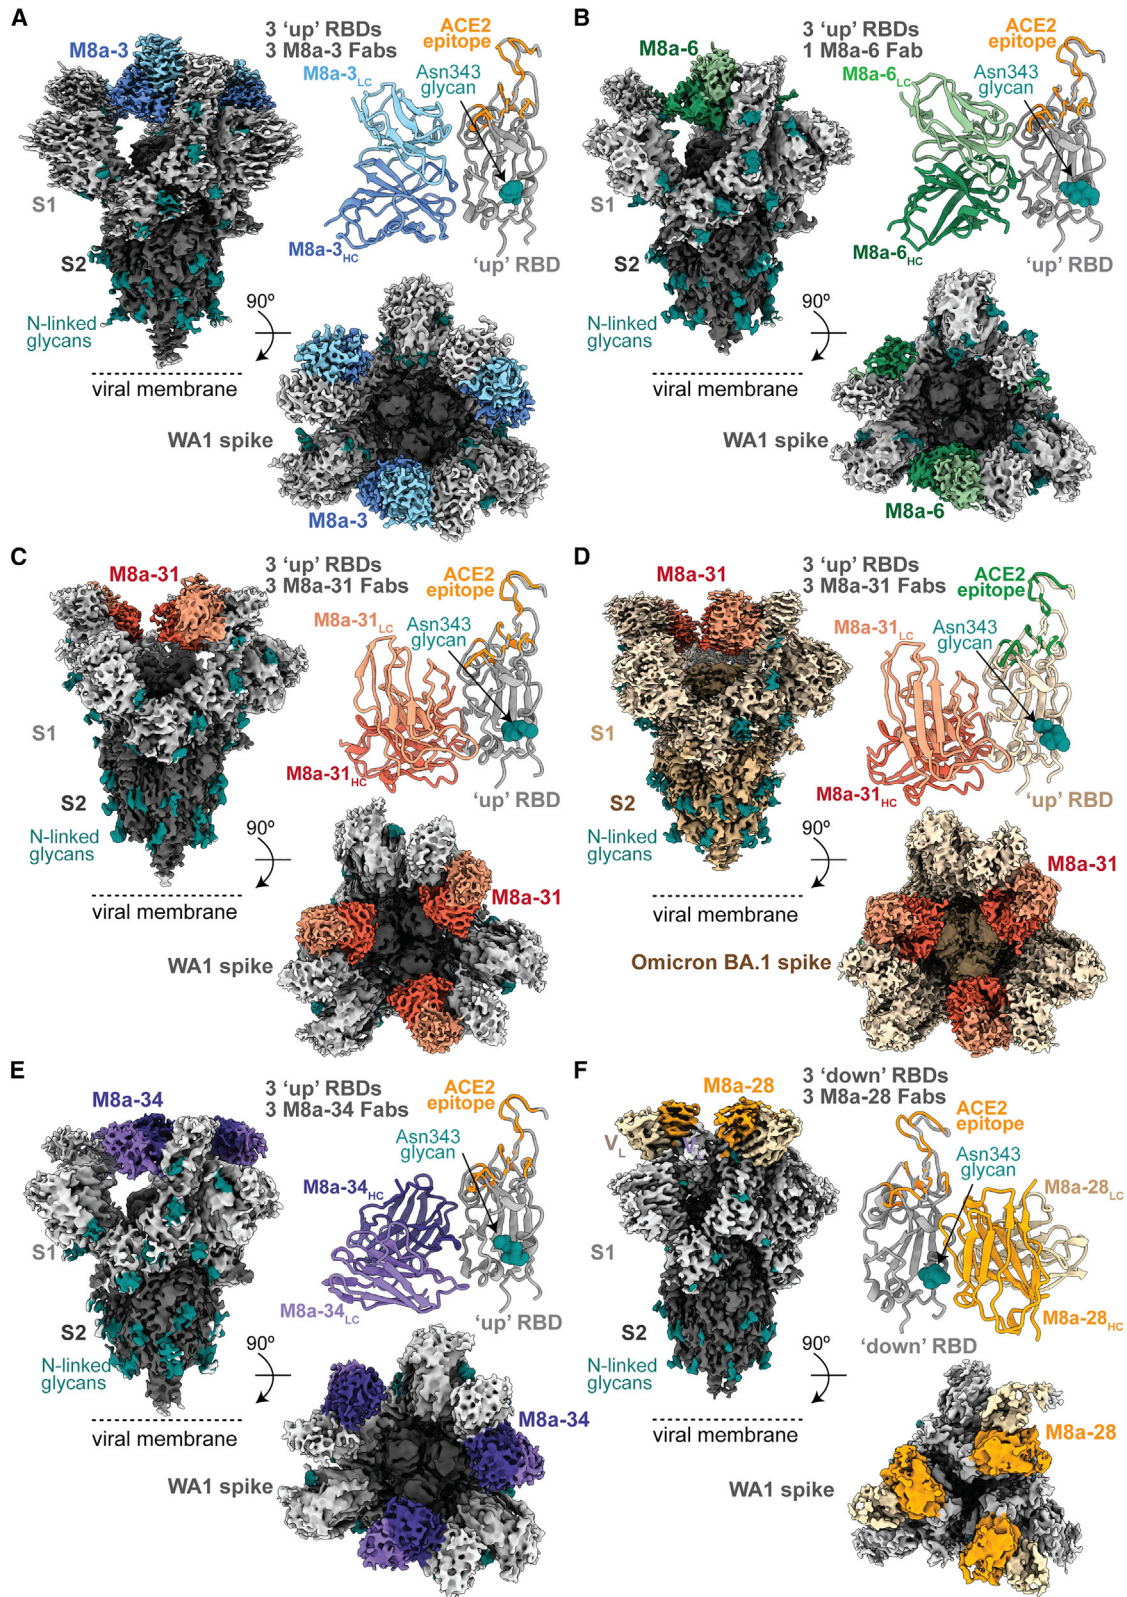 A
M8a-3
3 ‘up’ RBDs
3 M8a-3 Fabs
ACE2
epitope
M8a-3LC
Asn343
glycan
S1
M8a-3HC
‘up’ RBD
S2
N-linked
glycans
90º
viral membrane
WA1 spike
M8a-3
B
M8a-6
3 ‘up’ RBDs
1 M8a-6 Fab
ACE2
epitope
M8a-6LC
Asn343
glycan
S1
M8a-6HC
‘up’ RBD
S2
N-linked
glycans
90º
viral membrane
WA1 spike
M8a-6
C
M8a-31
3 ‘up’ RBDs
3 M8a-31 Fabs
ACE2
epitope
M8a-31LC
Asn343
glycan
S1
M8a-31HC
‘up’ RBD
S2
N-linked
glycans
90º
viral membrane
M8a-31
WA1 spike
D
M8a-31
3 ‘up’ RBDs
3 M8a-31 Fabs
ACE2
epitope
M8a-31LC
Asn343
glycan
S1
M8a-31HC
‘up’ RBD
S2
N-linked
glycans
90º
viral membrane
M8a-31
Omicron BA.1 spike
E
M8a-34
3 ‘up’ RBDs
3 M8a-34 Fabs
ACE2
epitope
Asn343
glycan
M8a-34HC
S1
M8a-34LC
‘up’ RBD
S2
N-linked
glycans
90º
viral membrane
M8a-34
WA1 spike
F
M8a-28
3 ‘down’ RBDs
3 M8a-28 Fabs
ACE2
epitope
Asn343
glycan
VL
M8a-28LC
S1
M8a-28HC
‘down’ RBD
S2
N-linked
glycans
90º
viral membrane
M8a-28
WA1 spike